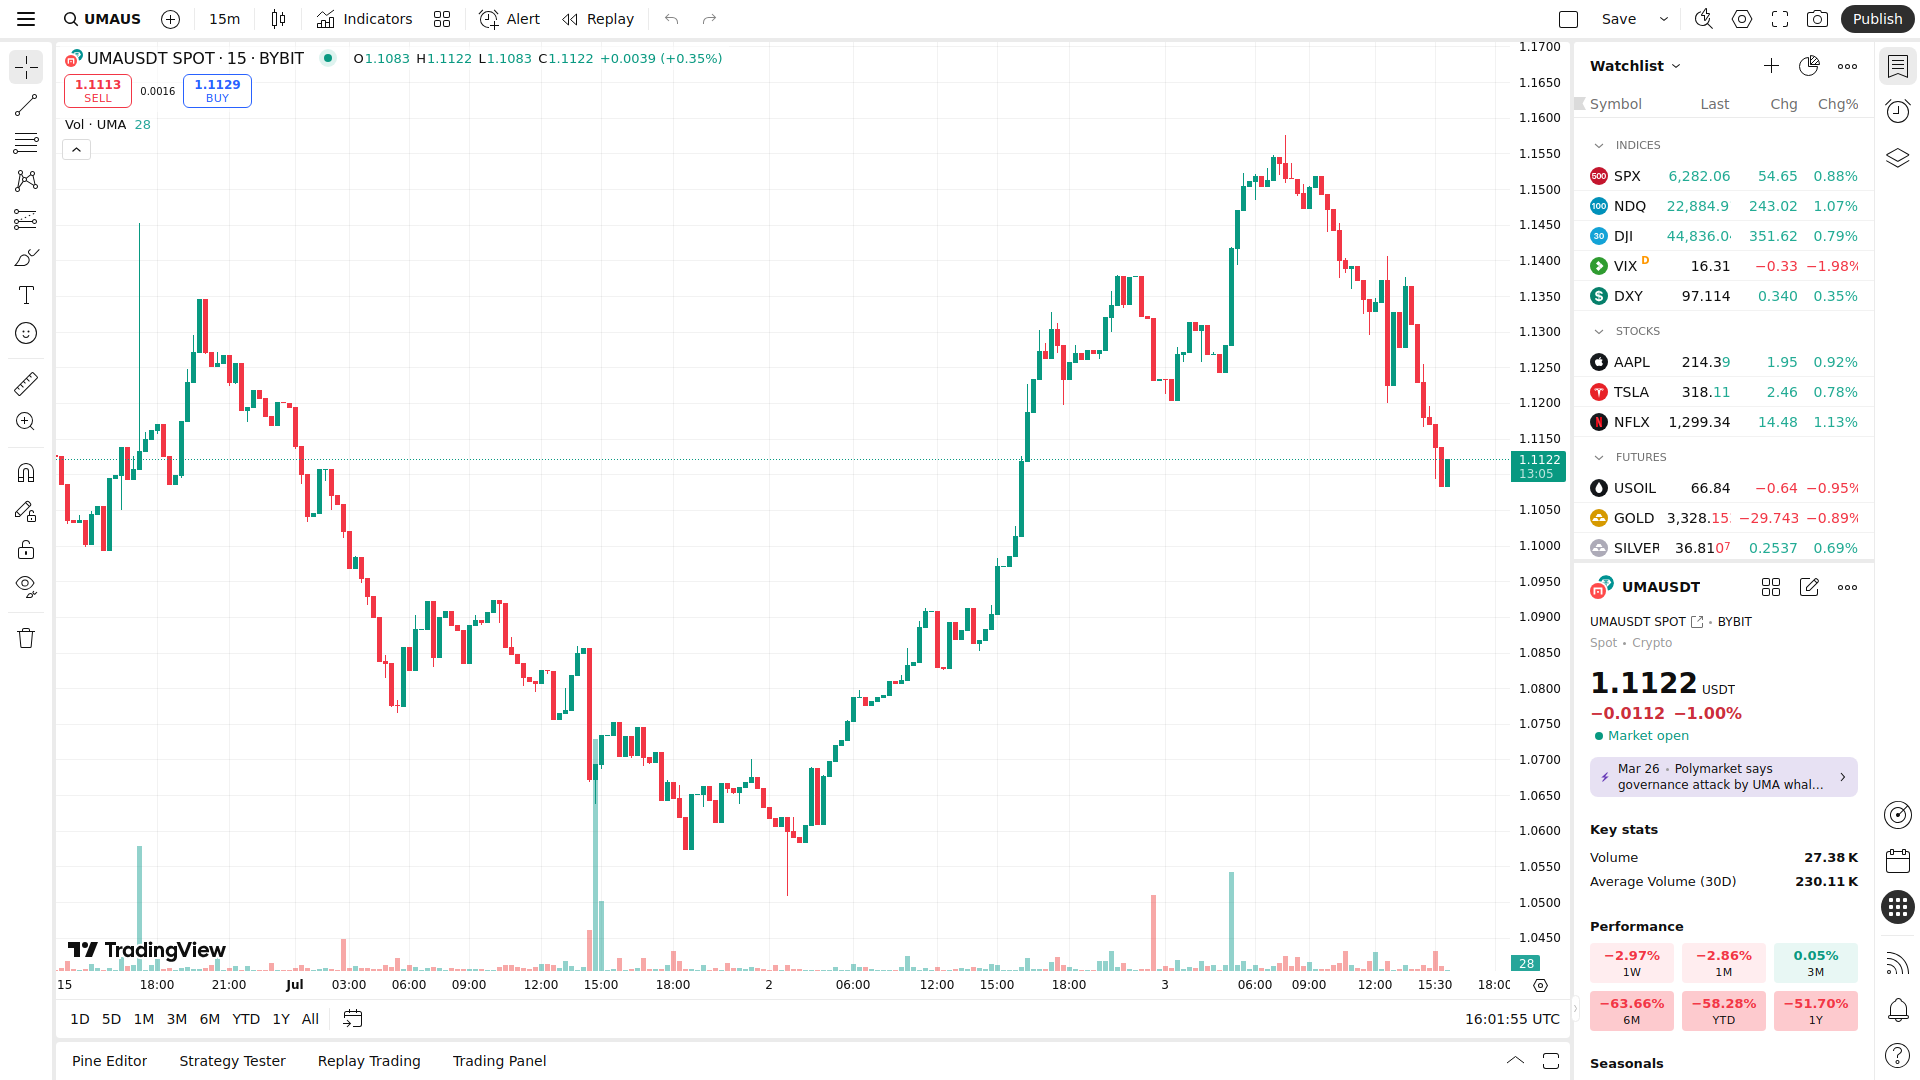 UMAUS
15m
Indicators
Alert
Replay
Save
Publish
UMAUSDT SPOT · 15 · BYBIT
O1.1083 H1.1122 L1.1083 C1.1122 +0.0039 (+0.35%)
1.1113
SELL
0.0016
1.1129
BUY
Vol · UMA 28
1.1700
1.1650
1.1600
1.1550
1.1500
1.1450
1.1400
1.1350
1.1300
1.1250
1.1200
1.1150
1.1122
13:05
1.1050
1.1000
1.0950
1.0900
1.0850
1.0800
1.0750
1.0700
1.0650
1.0600
1.0550
1.0500
1.0450
28
TradingView
15 18:00 21:00 Jul 03:00 06:00 09:00 12:00 15:00 18:00 2 06:00 12:00 15:00 18:00 3 06:00 09:00 12:00 15:30 18:00
1D 5D 1M 3M 6M YTD 1Y All
16:01:55 UTC
Pine Editor Strategy Tester Replay Trading Trading Panel
Watchlist
Symbol Last Chg Chg%
INDICES
SPX 6,282.06 54.65 0.88%
NDQ 22,884.9 243.02 1.07%
DJI 44,836.0 351.62 0.79%
VIX D 16.31 −0.33 −1.98%
DXY 97.114 0.340 0.35%
STOCKS
AAPL 214.39 1.95 0.92%
TSLA 318.11 2.46 0.78%
NFLX 1,299.34 14.48 1.13%
FUTURES
USOIL 66.84 −0.64 −0.95%
GOLD 3,328.15 −29.743 −0.89%
SILVER 36.8107 0.2537 0.69%
UMAUSDT
UMAUSDT SPOT • BYBIT
Spot • Crypto
1.1122 USDT
−0.0112 −1.00%
Market open
Mar 26 • Polymarket says
governance attack by UMA whal...
Key stats
Volume 27.38 K
Average Volume (30D) 230.11 K
Performance
−2.97% −2.86% 0.05%
1W 1M 3M
−63.66% −58.28% −51.70%
6M YTD 1Y
Seasonals